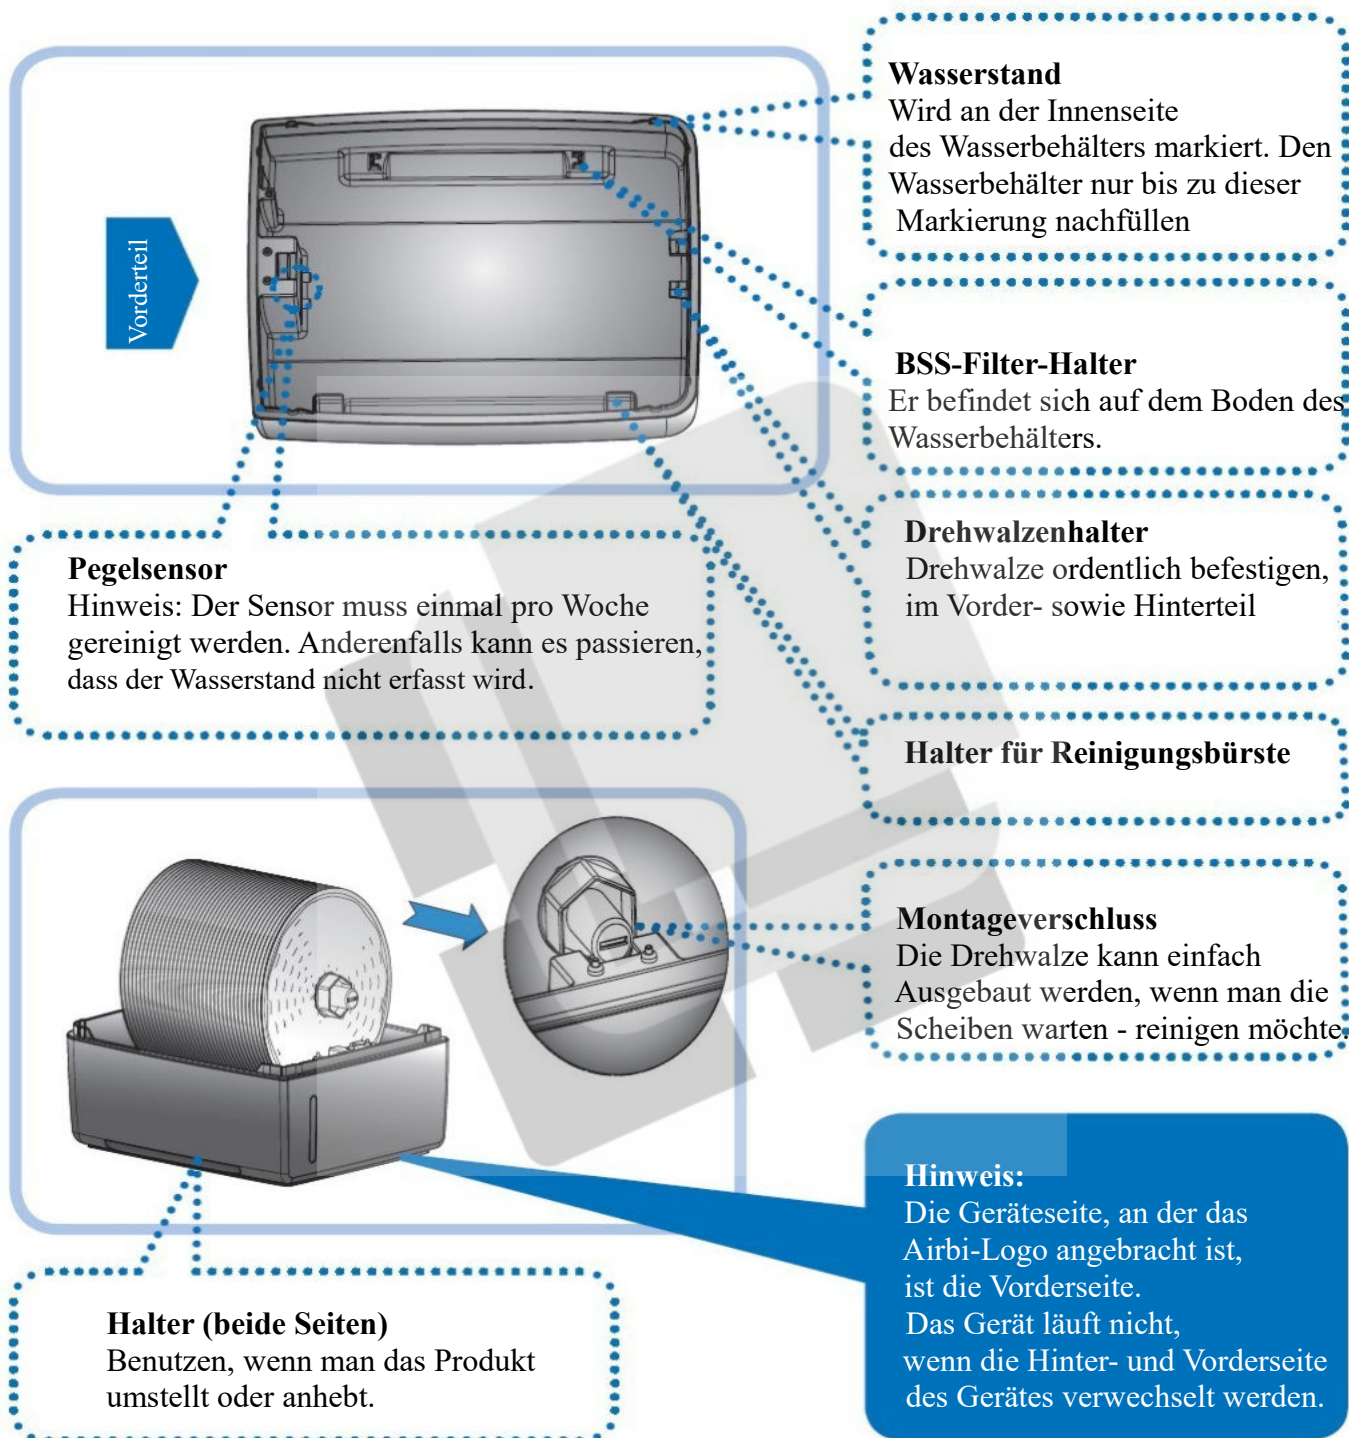 Wasserstand
Wird an der Innenseite
des Wasserbehälters markiert. Den
Wasserbehälter nur bis zu dieser
Markierung nachfüllen
Vorderteil
BSS-Filter-Halter
Er befindet sich auf dem Boden des
Wasserbehälters.
Drehwalzenhalter
Drehwalze ordentlich befestigen,
im Vorder- sowie Hinterteil
Pegelsensor
Hinweis: Der Sensor muss einmal pro Woche
gereinigt werden. Anderenfalls kann es passieren,
dass der Wasserstand nicht erfasst wird.
Halter für Reinigungsbürste
Montageverschluss
Die Drehwalze kann einfach
Ausgebaut werden, wenn man die
Scheiben warten - reinigen möchte.
Hinweis:
Die Geräteseite, an der das
Airbi-Logo angebracht ist,
ist die Vorderseite.
Das Gerät läuft nicht,
wenn die Hinter- und Vorderseite
des Gerätes verwechselt werden.
Halter (beide Seiten)
Benutzen, wenn man das Produkt
umstellt oder anhebt.